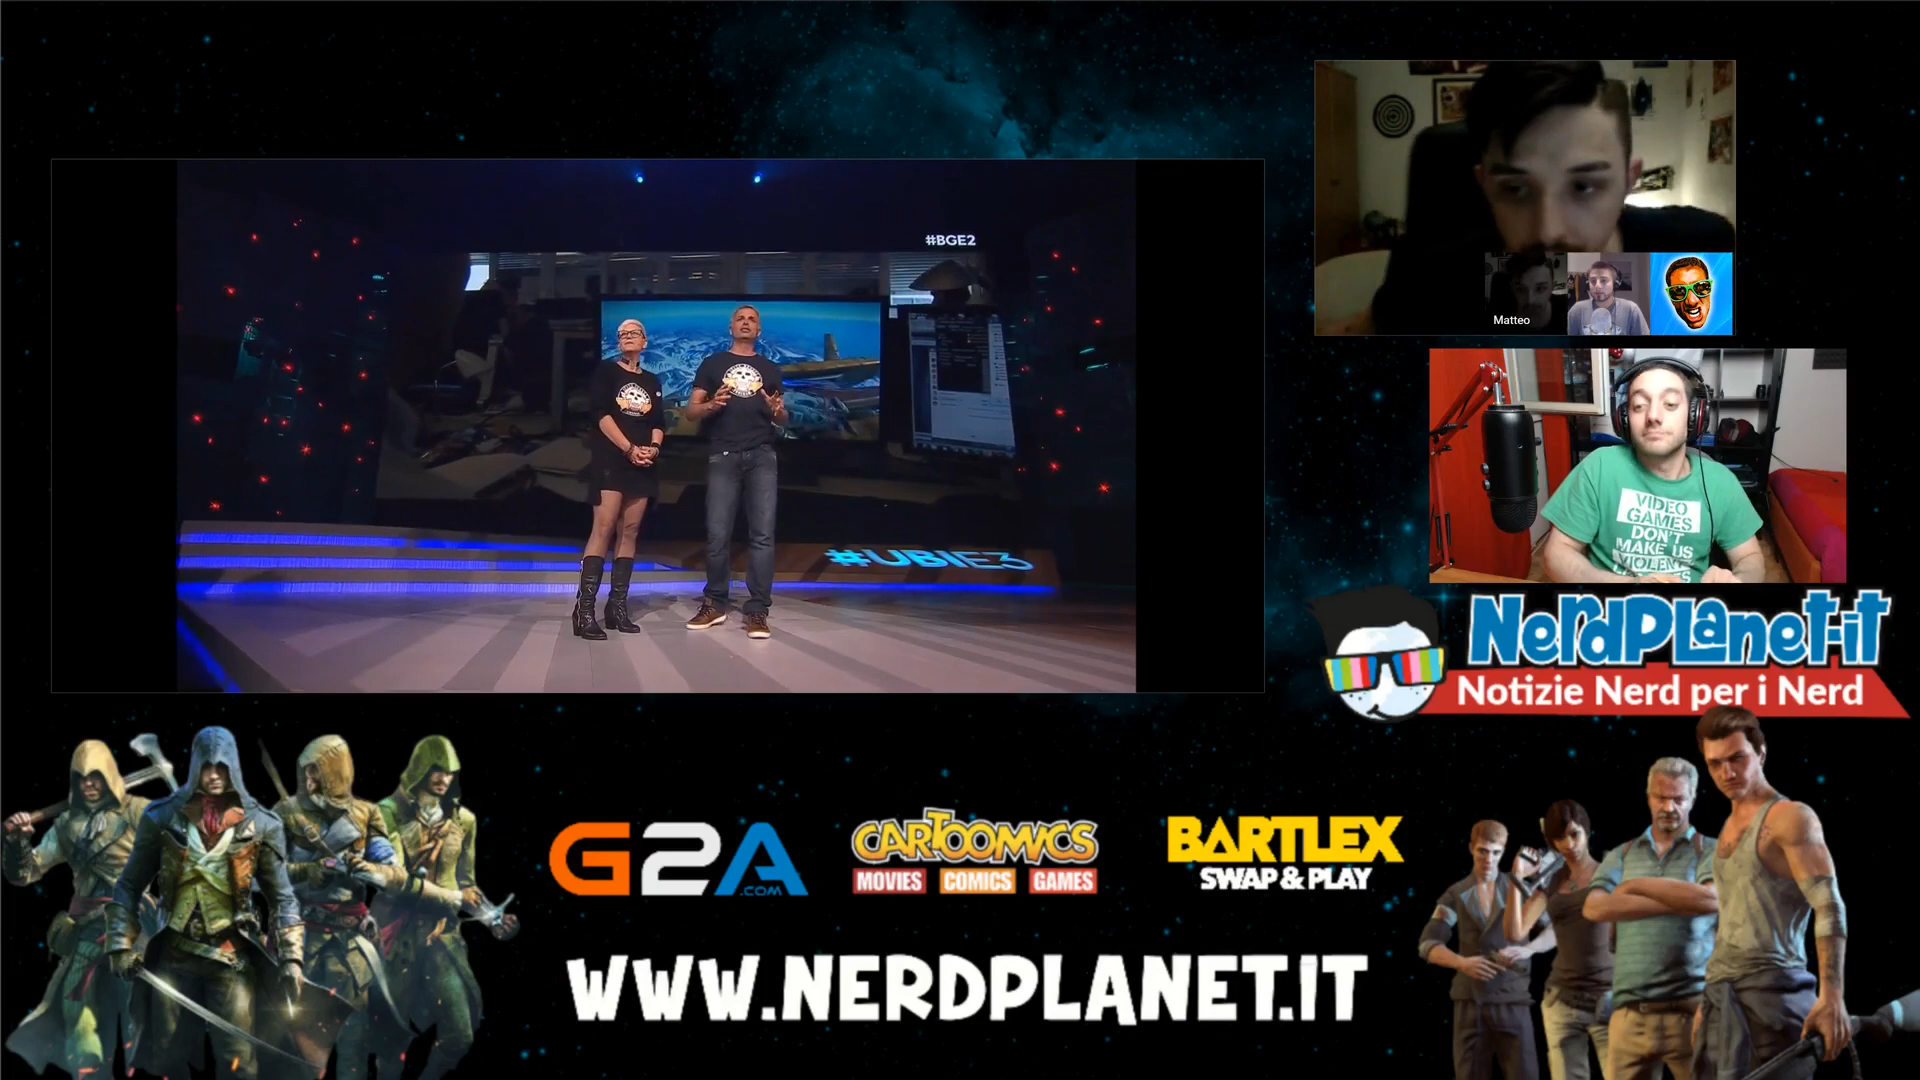 #BGE2
#UBIE3
Matteo
VIDEO
GAMES
DON'T
MAKE US
VIOLENT
NerdPlanet.it
Notizie Nerd per i Nerd
G2A
.COM
CARTOOMICS
MOVIES COMICS GAMES
BARTLEX
SWAP & PLAY
WWW.NERDPLANET.IT